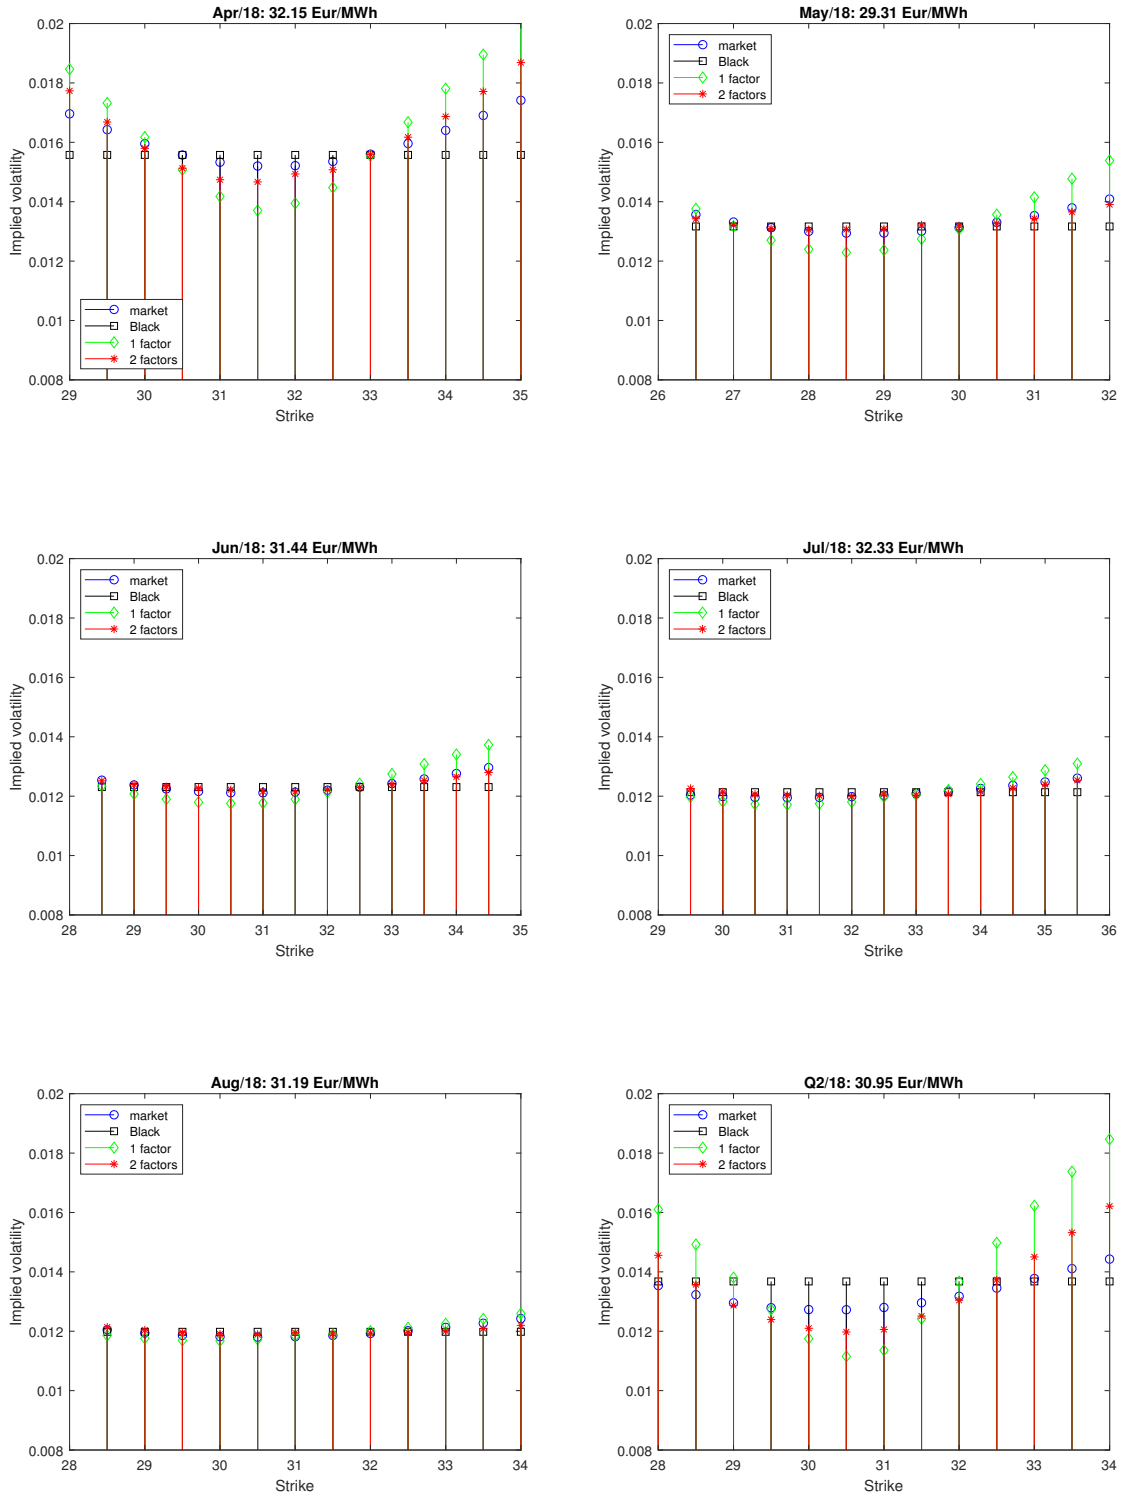 Apr/18: 32.15 Eur/MWh
0.02
0.018
0.016
0.014
0.012
0.01
0.008
Implied volatility
market
Black
1 factor
2 factors
29 30 31 32 33 34 35
Strike
May/18: 29.31 Eur/MWh
0.02
0.018
0.016
0.014
0.012
0.01
0.008
Implied volatility
market
Black
1 factor
2 factors
26 27 28 29 30 31 32
Strike
Jun/18: 31.44 Eur/MWh
0.02
0.018
0.016
0.014
0.012
0.01
0.008
Implied volatility
market
Black
1 factor
2 factors
28 29 30 31 32 33 34 35
Strike
Jul/18: 32.33 Eur/MWh
0.02
0.018
0.016
0.014
0.012
0.01
0.008
Implied volatility
market
Black
1 factor
2 factors
29 30 31 32 33 34 35 36
Strike
Aug/18: 31.19 Eur/MWh
0.02
0.018
0.016
0.014
0.012
0.01
0.008
Implied volatility
market
Black
1 factor
2 factors
28 29 30 31 32 33 34
Strike
Q2/18: 30.95 Eur/MWh
0.02
0.018
0.016
0.014
0.012
0.01
0.008
Implied volatility
market
Black
1 factor
2 factors
28 29 30 31 32 33 34
Strike